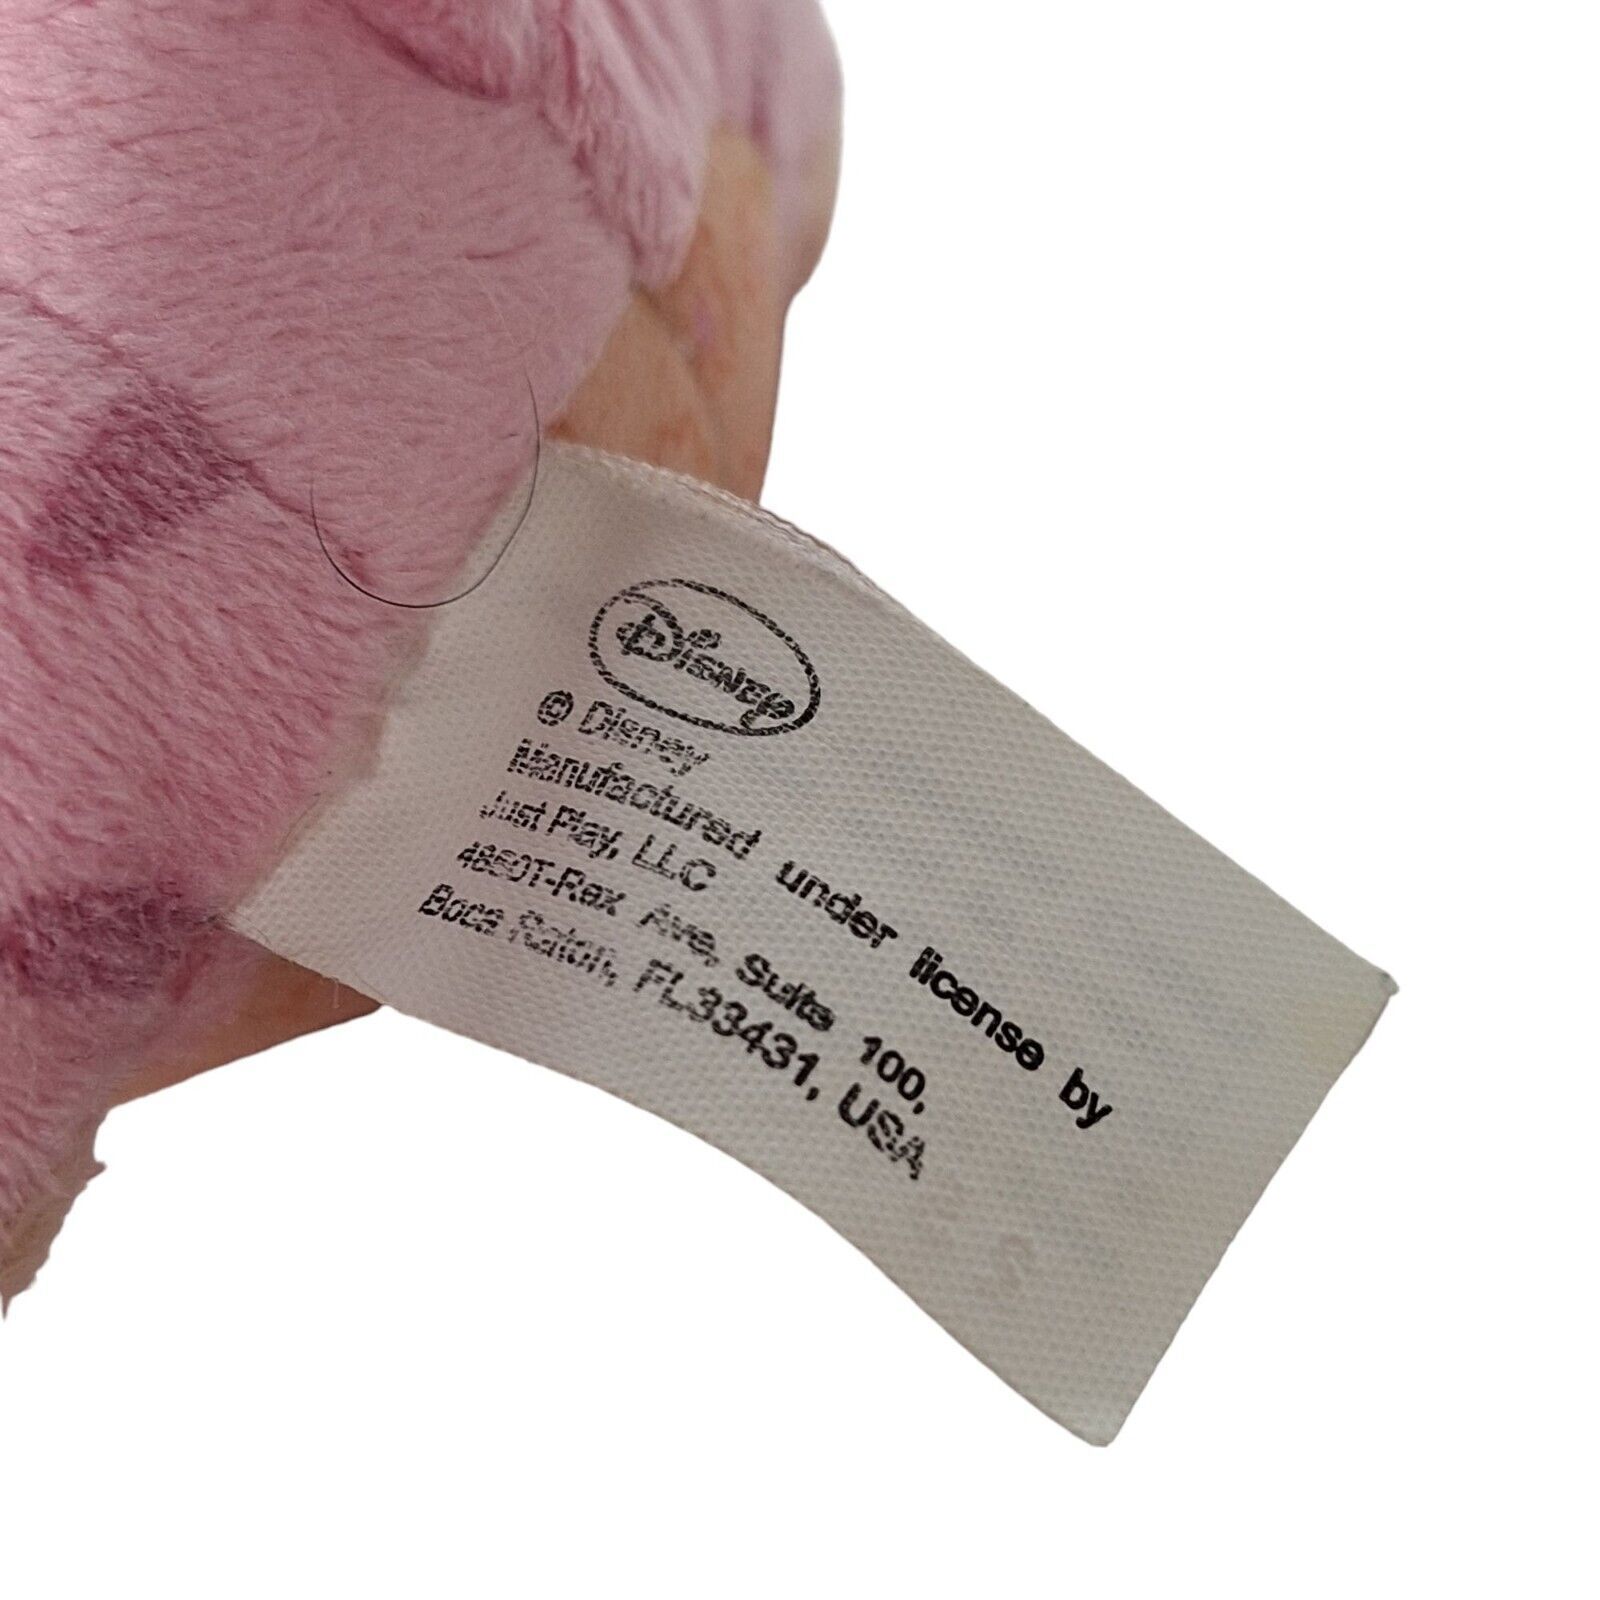 Disney
© Disney
Manufactured under license by
Just Play, LLC
4850T-Rex Ave, Suite 100,
Boca Raton, FL33431, USA